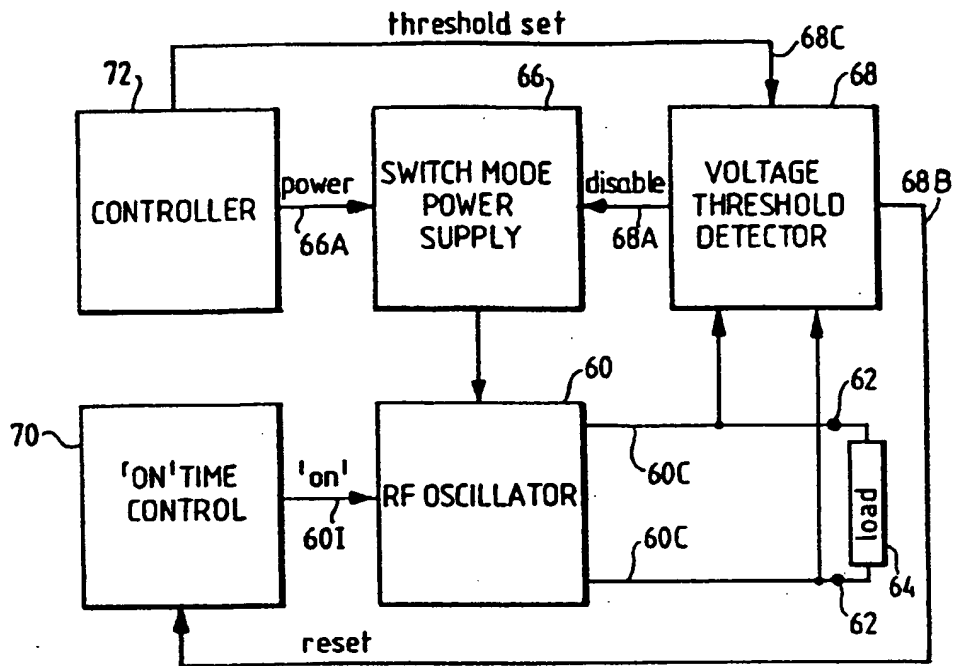 threshold set
68C
72
66
68
CONTROLLER
power
66A
SWITCH MODE
POWER
SUPPLY
disable
68A
VOLTAGE
THRESHOLD
DETECTOR
68B
60
62
70
'ON' TIME
CONTROL
'on'
60I
RF OSCILLATOR
60C
60C
load
64
62
reset